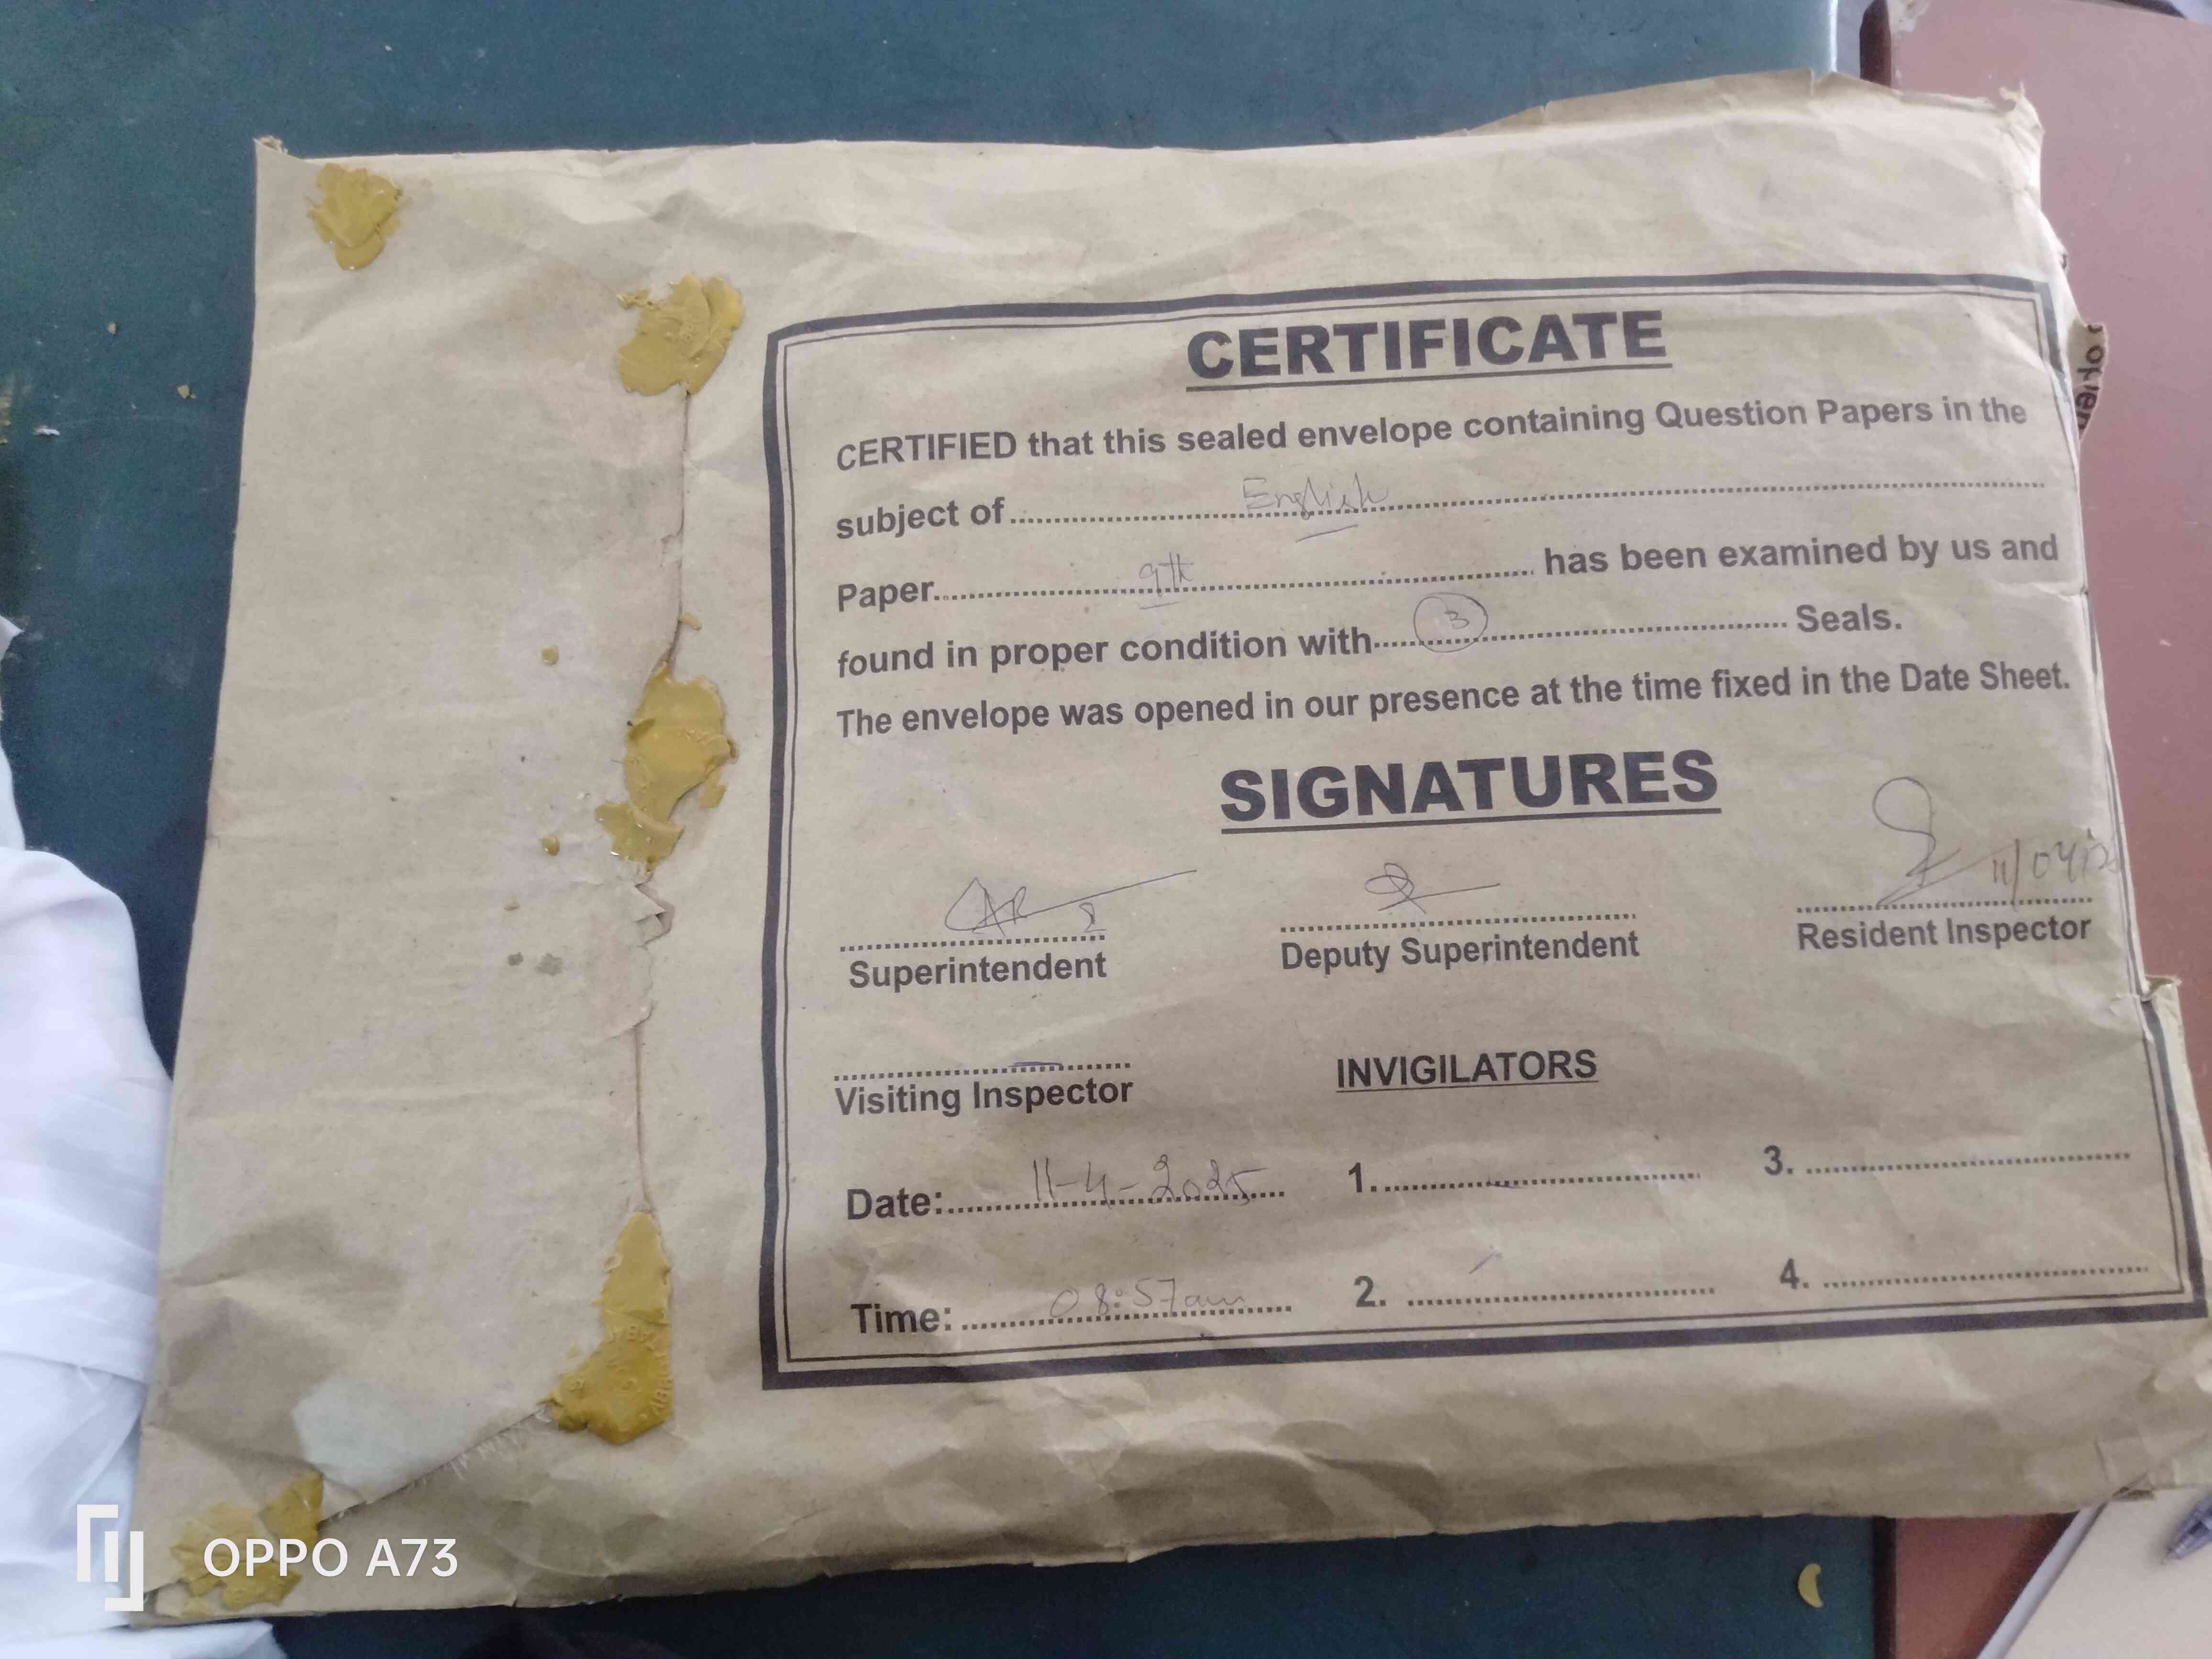 CERTIFICATE
CERTIFIED that this sealed envelope containing Question Papers in the
subject of English
Paper 9th has been examined by us and
found in proper condition with 3 Seals.
The envelope was opened in our presence at the time fixed in the Date Sheet.
SIGNATURES
11/04/
Superintendent Deputy Superintendent Resident Inspector
Visiting Inspector INVIGILATORS
Date: 11-4-2025 1. 3.
Time: 08:57am 2. 4.
OPPO A73